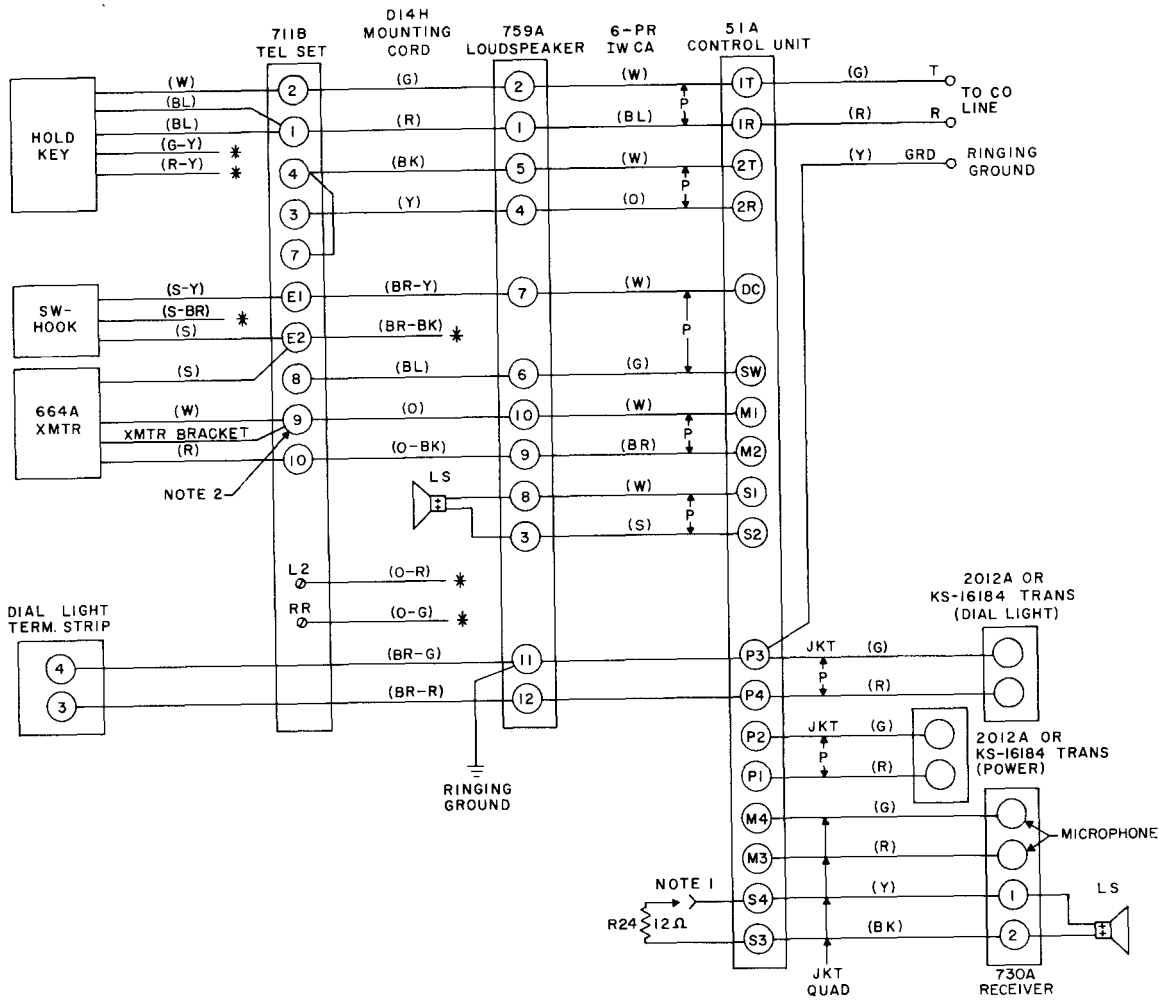 711B
TEL SET
D14H
MOUNTING
CORD
759A
LOUDSPEAKER
6-PR
IW CA
51A
CONTROL UNIT
HOLD
KEY
(W)
2
(G)
2
(W)
1T
(G)
T
(BL)
P
TO CO
LINE
(BL)
1
(R)
1
(BL)
1R
(R)
R
(G-Y)
*
(R-Y)
*
4
(BK)
5
(W)
2T
(Y)
GRD
RINGING
GROUND
P
3
(Y)
4
(O)
2R
7
SW-
HOOK
(S-Y)
E1
(BR-Y)
7
(W)
DC
(S-BR)
*
(S)
E2
(BR-BK)
*
P
(S)
8
(BL)
6
(G)
SW
664A
XMTR
(W)
9
(O)
10
(W)
M1
XMTR BRACKET
P
(R)
10
(O-BK)
9
(BR)
M2
NOTE 2
LS
8
(W)
S1
P
3
(S)
S2
L2
(O-R)
*
RR
(O-G)
*
2012A OR
KS-16184 TRANS
(DIAL LIGHT)
DIAL LIGHT
TERM. STRIP
4
(BR-G)
11
P3
JKT
(G)
P
3
(BR-R)
12
P4
(R)
RINGING
GROUND
P2
JKT
(G)
P
P1
(R)
2012A OR
KS-16184 TRANS
(POWER)
M4
(G)
MICROPHONE
M3
(R)
NOTE 1
S4
(Y)
1
LS
R24
12Ω
S3
(BK)
2
JKT
QUAD
730A
RECEIVER